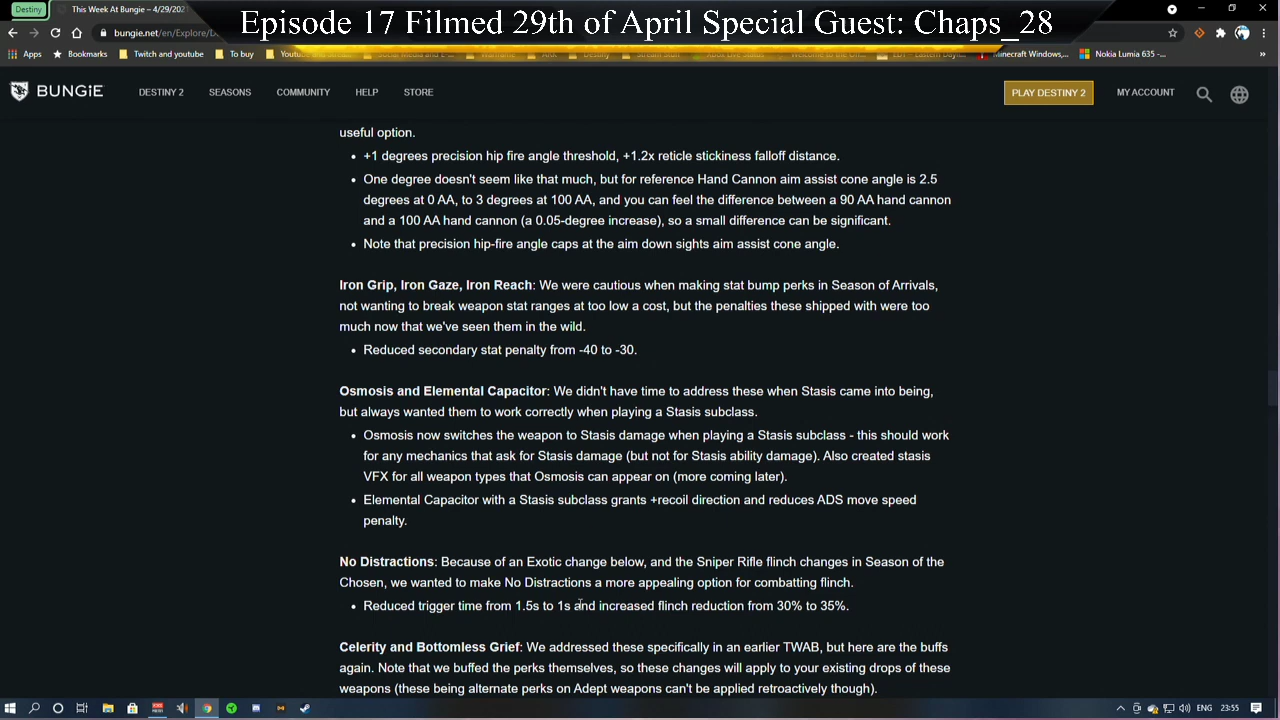 Episode 17 Filmed 29th of April Special Guest: Chaps_28
Destiny
This Week At Bungie - 4/29/202
bungie.net/en/Explore/D
Apps
Bookmarks
Twitch and youtube
To buy
Minecraft Windows,...
Nokia Lumia 635 -...
BUNGiE
DESTINY 2
SEASONS
COMMUNITY
HELP
STORE
PLAY DESTINY 2
MY ACCOUNT
useful option.
• +1 degrees precision hip fire angle threshold, +1.2x reticle stickiness falloff distance.
• One degree doesn't seem like that much, but for reference Hand Cannon aim assist cone angle is 2.5
degrees at 0 AA, to 3 degrees at 100 AA, and you can feel the difference between a 90 AA hand cannon
and a 100 AA hand cannon (a 0.05-degree increase), so a small difference can be significant.
• Note that precision hip-fire angle caps at the aim down sights aim assist cone angle.
Iron Grip, Iron Gaze, Iron Reach: We were cautious when making stat bump perks in Season of Arrivals,
not wanting to break weapon stat ranges at too low a cost, but the penalties these shipped with were too
much now that we've seen them in the wild.
• Reduced secondary stat penalty from -40 to -30.
Osmosis and Elemental Capacitor: We didn't have time to address these when Stasis came into being,
but always wanted them to work correctly when playing a Stasis subclass.
• Osmosis now switches the weapon to Stasis damage when playing a Stasis subclass - this should work
for any mechanics that ask for Stasis damage (but not for Stasis ability damage). Also created stasis
VFX for all weapon types that Osmosis can appear on (more coming later).
• Elemental Capacitor with a Stasis subclass grants +recoil direction and reduces ADS move speed
penalty.
No Distractions: Because of an Exotic change below, and the Sniper Rifle flinch changes in Season of the
Chosen, we wanted to make No Distractions a more appealing option for combatting flinch.
• Reduced trigger time from 1.5s to 1s and increased flinch reduction from 30% to 35%.
Celerity and Bottomless Grief: We addressed these specifically in an earlier TWAB, but here are the buffs
again. Note that we buffed the perks themselves, so these changes will apply to your existing drops of these
weapons (these being alternate perks on Adept weapons can't be applied retroactively though).
ENG
23:55